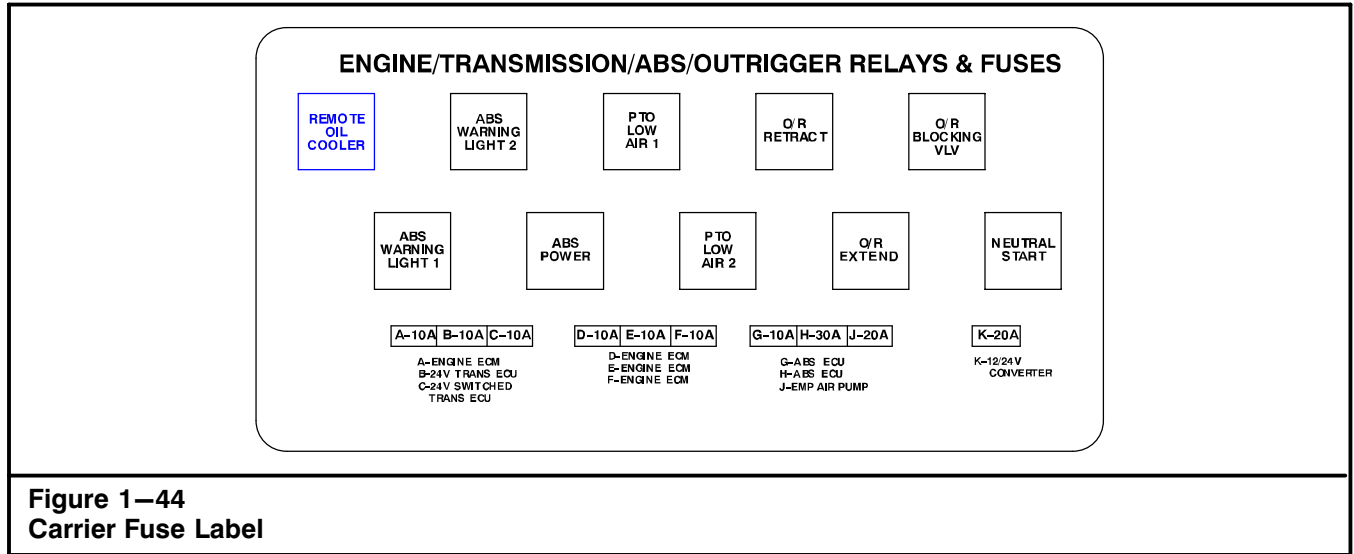 ENGINE/TRANSMISSION/ABS/OUTRIGGER RELAYS & FUSES
REMOTE
OIL
COOLER
ABS
WARNING
LIGHT 2
PTO
LOW
AIR 1
O/R
RETRACT
O/R
BLOCKING
VLV
ABS
WARNING
LIGHT 1
ABS
POWER
PTO
LOW
AIR 2
O/R
EXTEND
NEUTRAL
START
A-10A B-10A C-10A
A-ENGINE ECM
B-24V TRANS ECU
C-24V SWITCHED
TRANS ECU
D-10A E-10A F-10A
D-ENGINE ECM
E-ENGINE ECM
F-ENGINE ECM
G-10A H-30A J-20A
G-ABS ECU
H-ABS ECU
J-EMP AIR PUMP
K-20A
K-12/24V
CONVERTER
Figure 1–44
Carrier Fuse Label